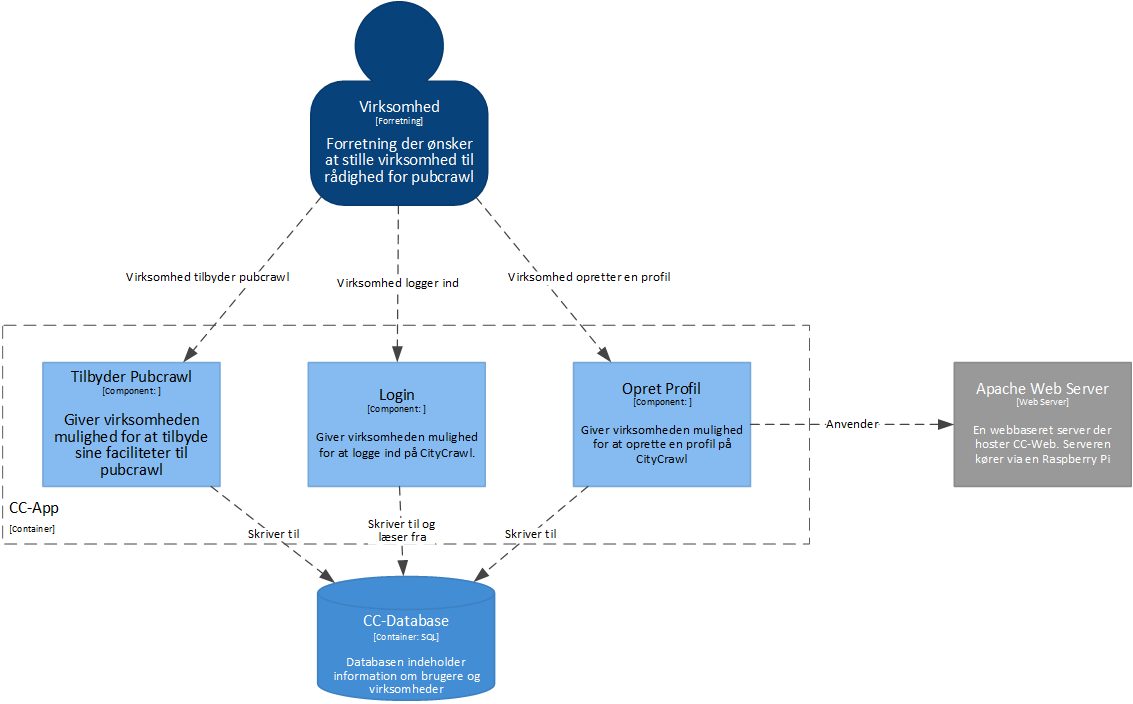 Virksomhed
[Forretning]
Forretning der ønsker
at stille virksomhed til
rådighed for pubcrawl
Virksomhed tilbyder pubcrawl
Virksomhed logger ind
Virksomhed opretter en profil
Tilbyder Pubcrawl
[Component: ]
Giver virksomheden
mulighed for at tilbyde
sine faciliteter til
pubcrawl
Login
[Component: ]
Giver virksomheden mulighed
for at logge ind på CityCrawl.
Opret Profil
[Component: ]
Giver virksomheden mulighed
for at oprette en profil på
CityCrawl
Anvender
Apache Web Server
[Web Server]
En webbaseret server der
hoster CC-Web. Serveren
kører via en Raspberry Pi
CC-App
[Container]
Skriver til
Skriver til og
læser fra
Skriver til
CC-Database
[Container: SQL]
Databasen indeholder
information om brugere og
virksomheder